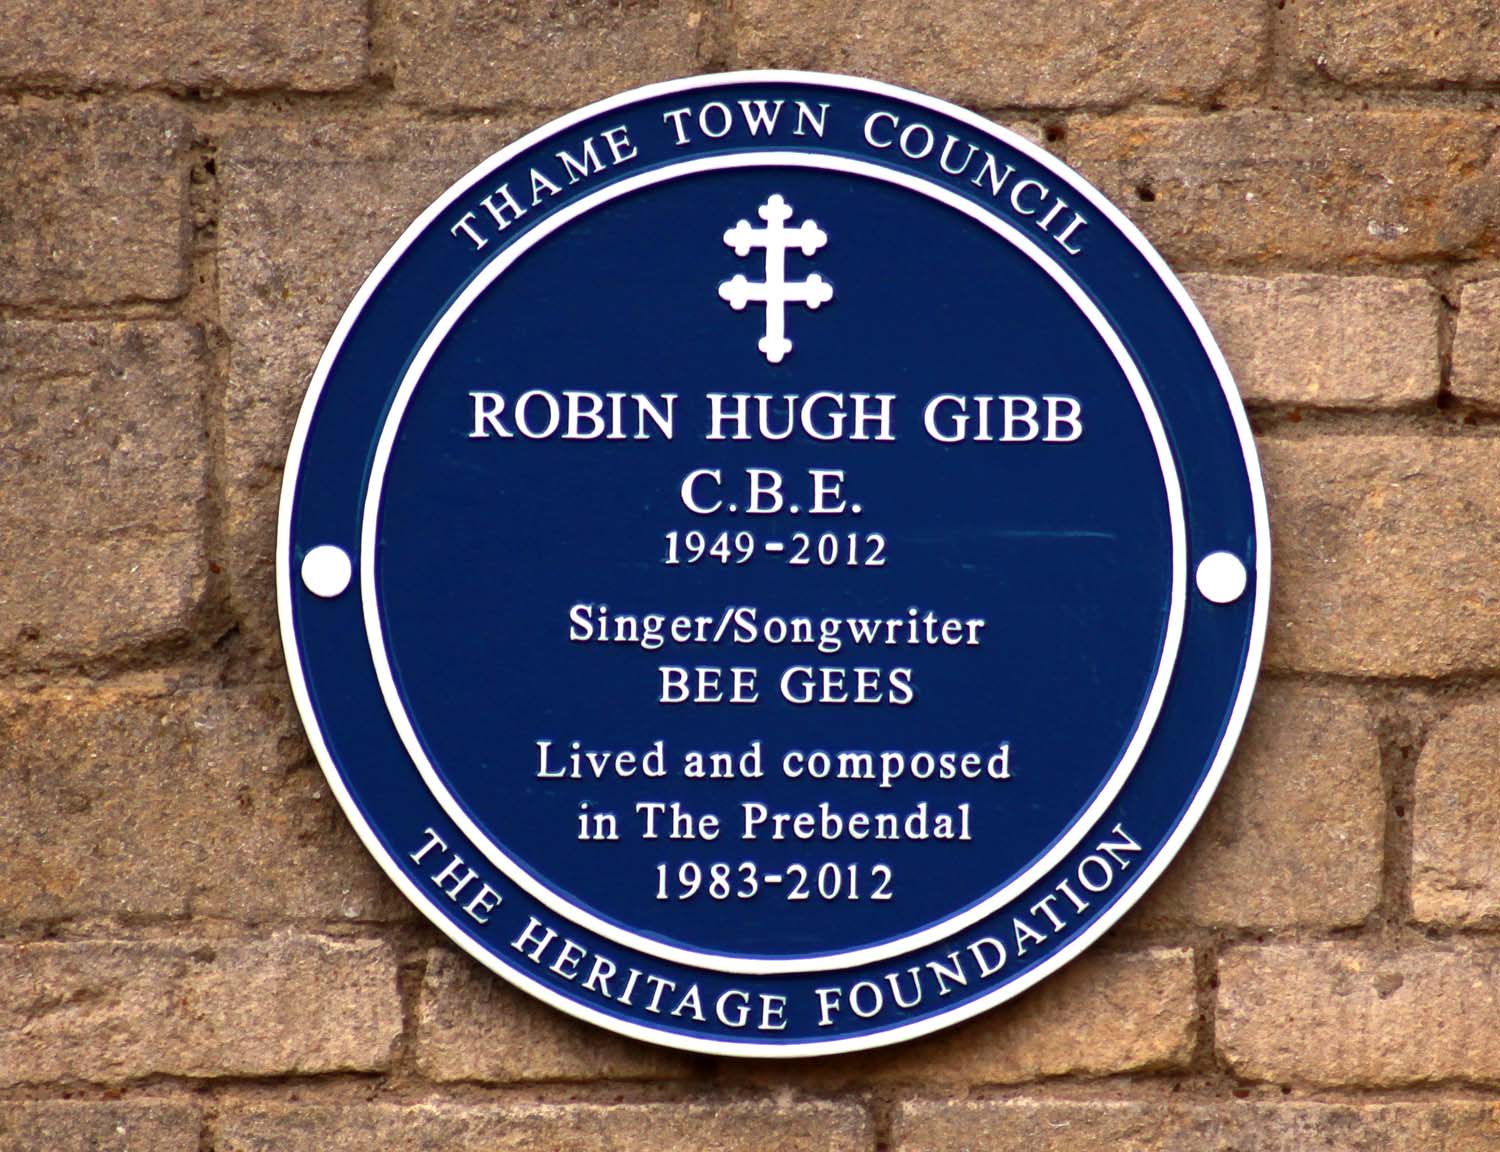 THAME TOWN COUNCIL
ROBIN HUGH GIBB
C.B.E.
1949-2012
Singer/Songwriter
BEE GEES
Lived and composed
in The Prebendal
1983-2012
THE HERITAGE FOUNDATION